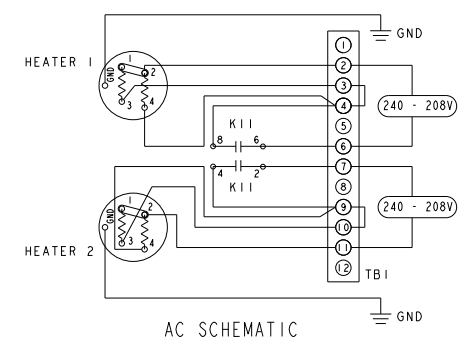 GND
HEATER 1
GND
1
2
3
4
K11
8
6
4
2
K11
1
2
3
4
5
6
7
8
9
10
11
12
TB1
240 - 208V
240 - 208V
HEATER 2
GND
1
2
3
4
GND
AC SCHEMATIC